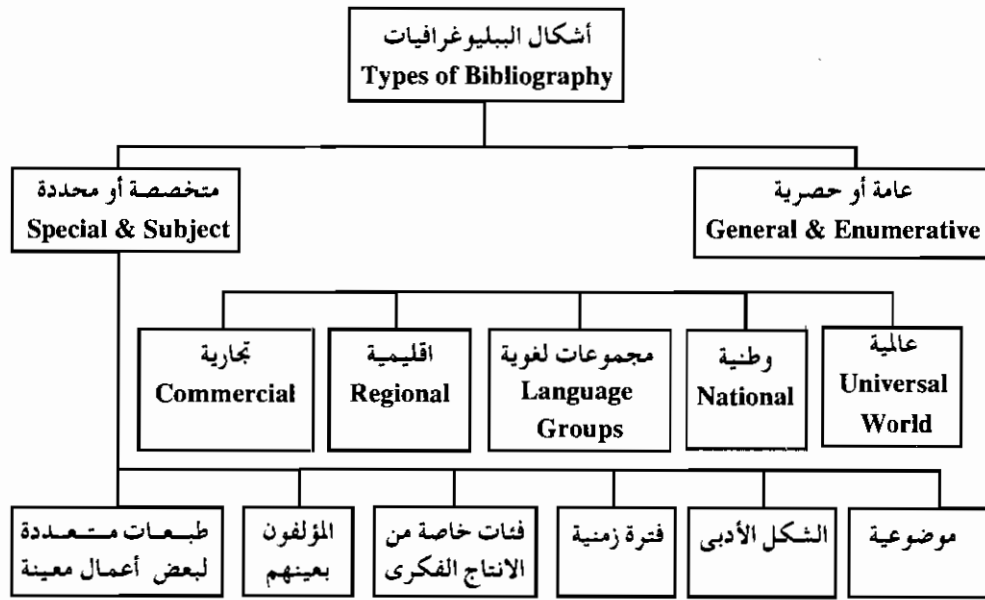 أشكال الببليوغرافيات
Types of Bibliography
عامة أو حصرية
General & Enumerative
متخصصة أو محددة
Special & Subject
عالمية
Universal
World
وطنية
National
مجموعات لغوية
Language
Groups
اقليمية
Regional
تجارية
Commercial
موضوعية
الشكل الأدبى
فترة زمنية
فئات خاصة من
الانتاج الفكرى
المؤلفون
بعينهم
طبعات متعددة
لبعض أعمال معينة